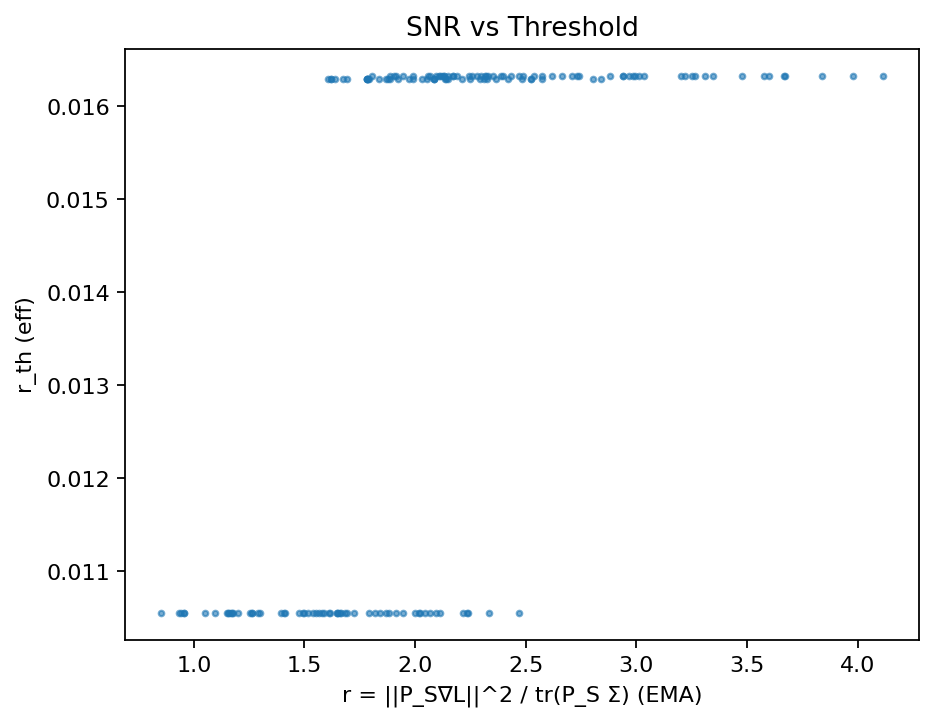 SNR vs Threshold
r_th (eff)
0.016
0.015
0.014
0.013
0.012
0.011
1.0 1.5 2.0 2.5 3.0 3.5 4.0
r = ||P_S∇L||^2 / tr(P_S Σ) (EMA)